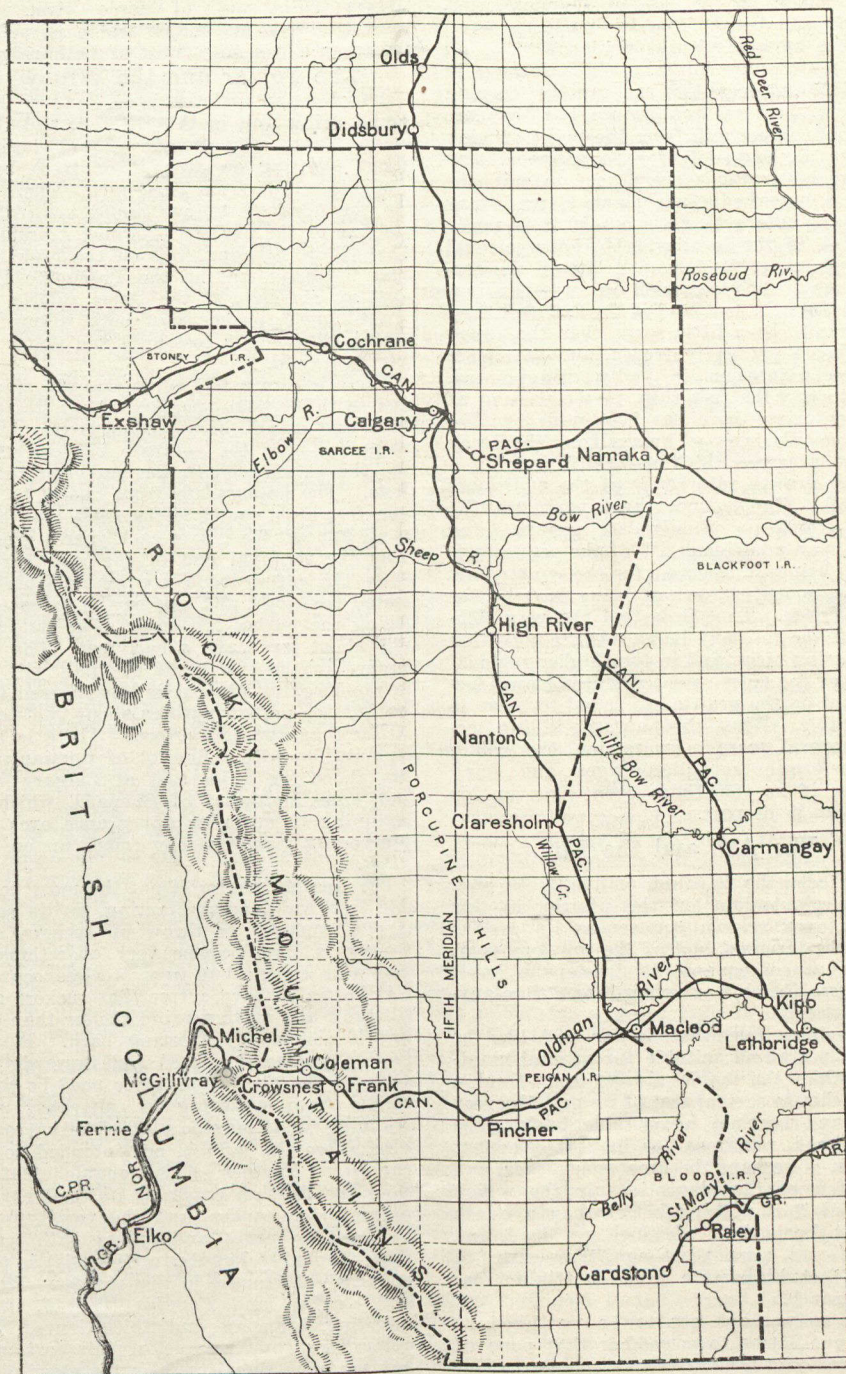 Olds
Red Deer River
Didsbury
Rosebud Riv.
Cochrane
STONEY I.R.
CAN.
Exshaw
Calgary
Elbow R.
SARCEE I.R.
PAC.
Shepard
Namaka
Bow River
Sheep R.
BLACKFOOT I.R.
High River
CAN.
CAN.
ROCKY MOUNTAINS
BRITISH COLUMBIA
Nanton
Little Bow River
PAC.
PORCUPINE HILLS
Claresholm
PAC.
Willow Cr.
Carmangay
FIFTH MERIDIAN
Oldman River
Kipp
Macleod
Lethbridge
Michel
Coleman
McGillivray
Crowsnest
Frank
PEIGAN I.R.
CAN.
PAC.
Pincher
Fernie
NOR.
C.P.R.
Elko
GR.
Belly River
BLOOD I.R.
St. Mary River
NOR.
GR.
Raley
Cardston